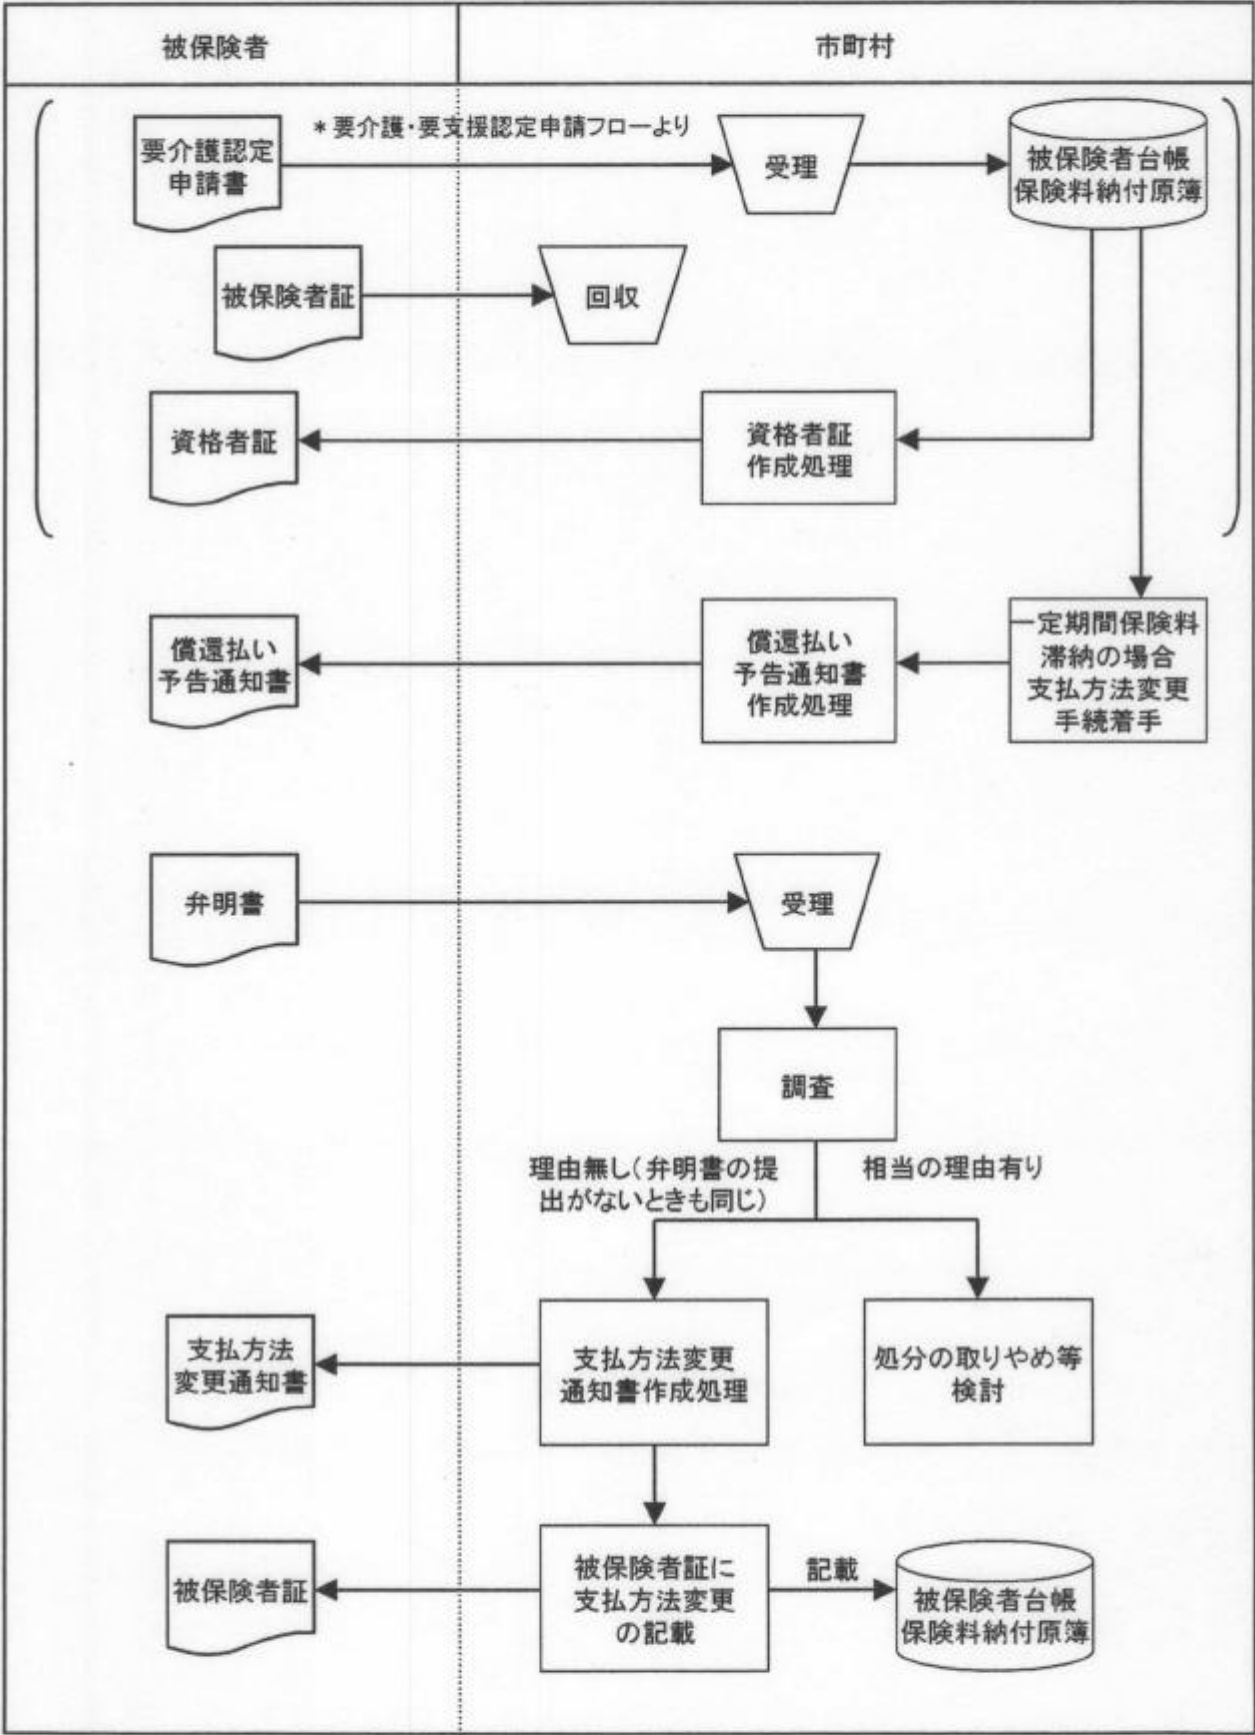 被保険者
市町村
＊要介護・要支援認定申請フローより
要介護認定
申請書
受理
被保険者台帳
保険料納付原簿
被保険者証
回収
資格者証
資格者証
作成処理
償還払い
予告通知書
償還払い
予告通知書
作成処理
一定期間保険料
滞納の場合
支払方法変更
手続着手
弁明書
受理
調査
理由無し（弁明書の提
出がないときも同じ）
相当の理由有り
支払方法
変更通知書
支払方法変更
通知書作成処理
処分の取りやめ等
検討
被保険者証
被保険者証に
支払方法変更
の記載
記載
被保険者台帳
保険料納付原簿